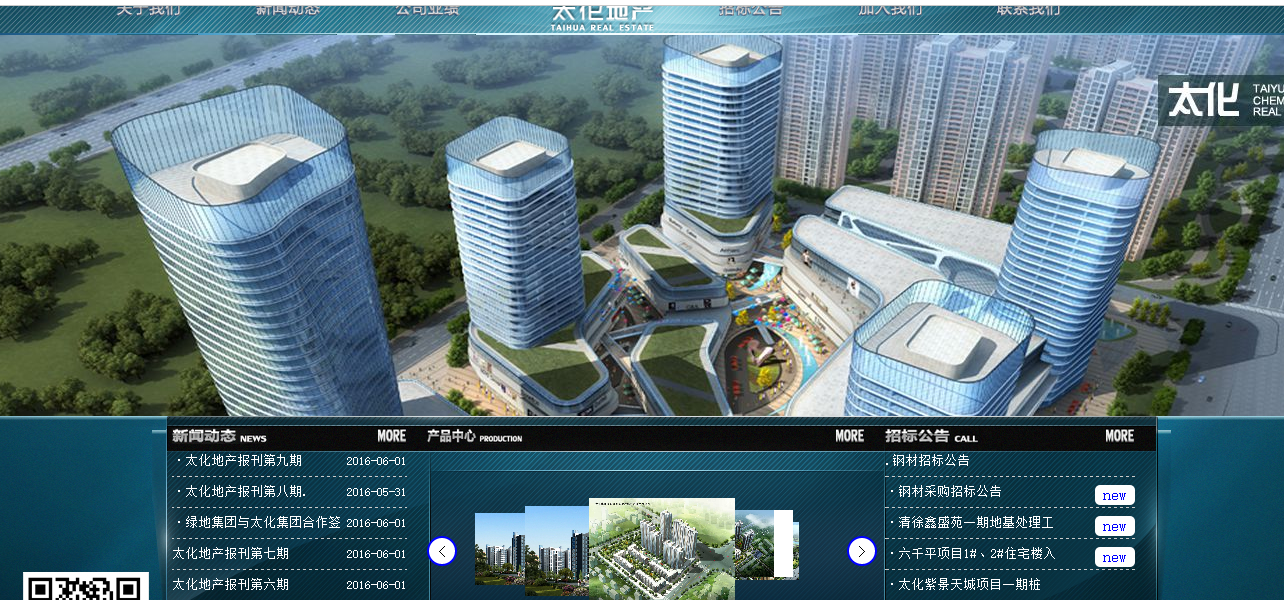 关于我们 新闻动态 公司业绩 太化地产 招标公告 加入我们 联系我们
TAIHUA REAL ESTATE
太化
TAIYU
CHEM
REAL
新闻动态 NEWS MORE
·太化地产报刊第九期 2016-06-01
·太化地产报刊第八期. 2016-05-31
·绿地集团与太化集团合作签 2016-06-01
太化地产报刊第七期 2016-06-01
太化地产报刊第六期 2016-06-01
产品中心 PRODUCTION MORE
招标公告 CALL MORE
.钢材招标公告
·钢材采购招标公告 new
·清徐鑫盛苑一期地基处理工 new
·六千平项目1#、2#住宅楼入 new
·太化紫景天城项目一期桩